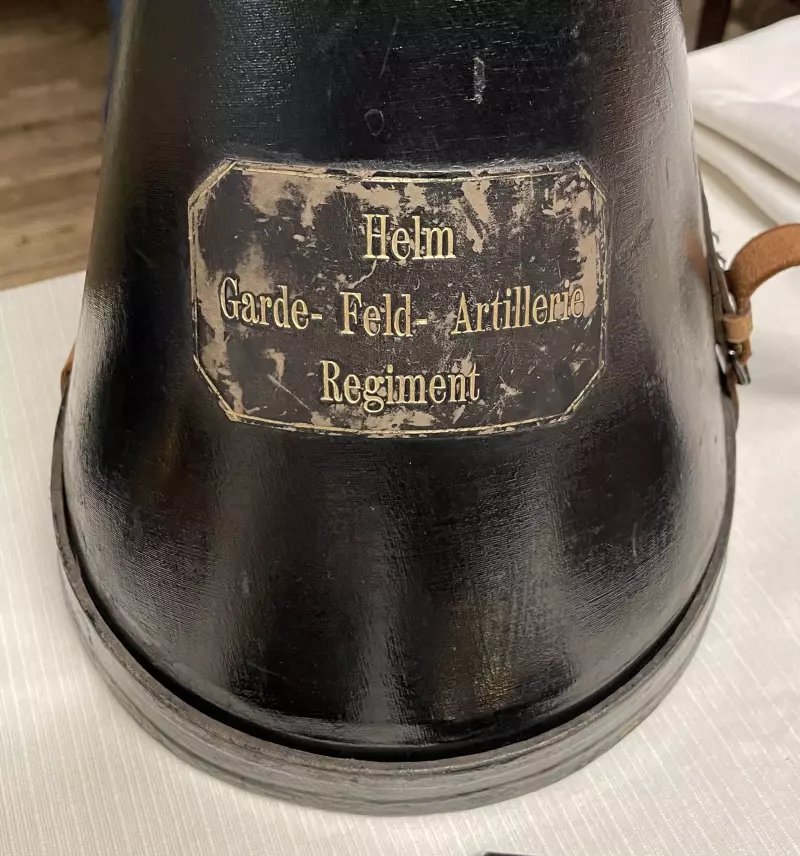 Helm
Garde- Feld- Artillerie
Regiment